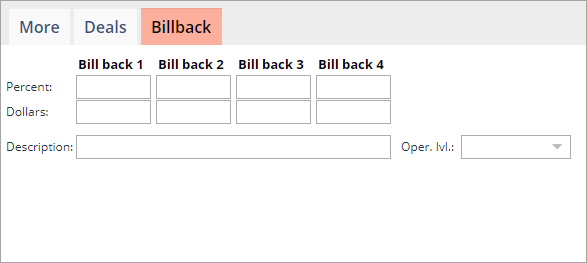 More Deals Billback
Bill back 1 Bill back 2 Bill back 3 Bill back 4
Percent:
Dollars:
Description: Oper. lvl.: